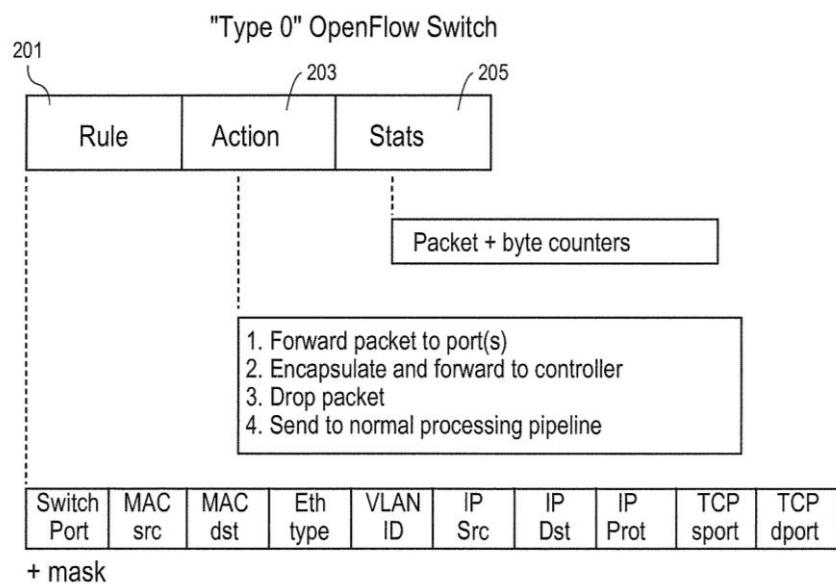 "Type 0" OpenFlow Switch
201
203
205
Rule
Action
Stats
Packet + byte counters
1. Forward packet to port(s)
2. Encapsulate and forward to controller
3. Drop packet
4. Send to normal processing pipeline
Switch Port
MAC src
MAC dst
Eth type
VLAN ID
IP Src
IP Dst
IP Prot
TCP sport
TCP dport
+ mask